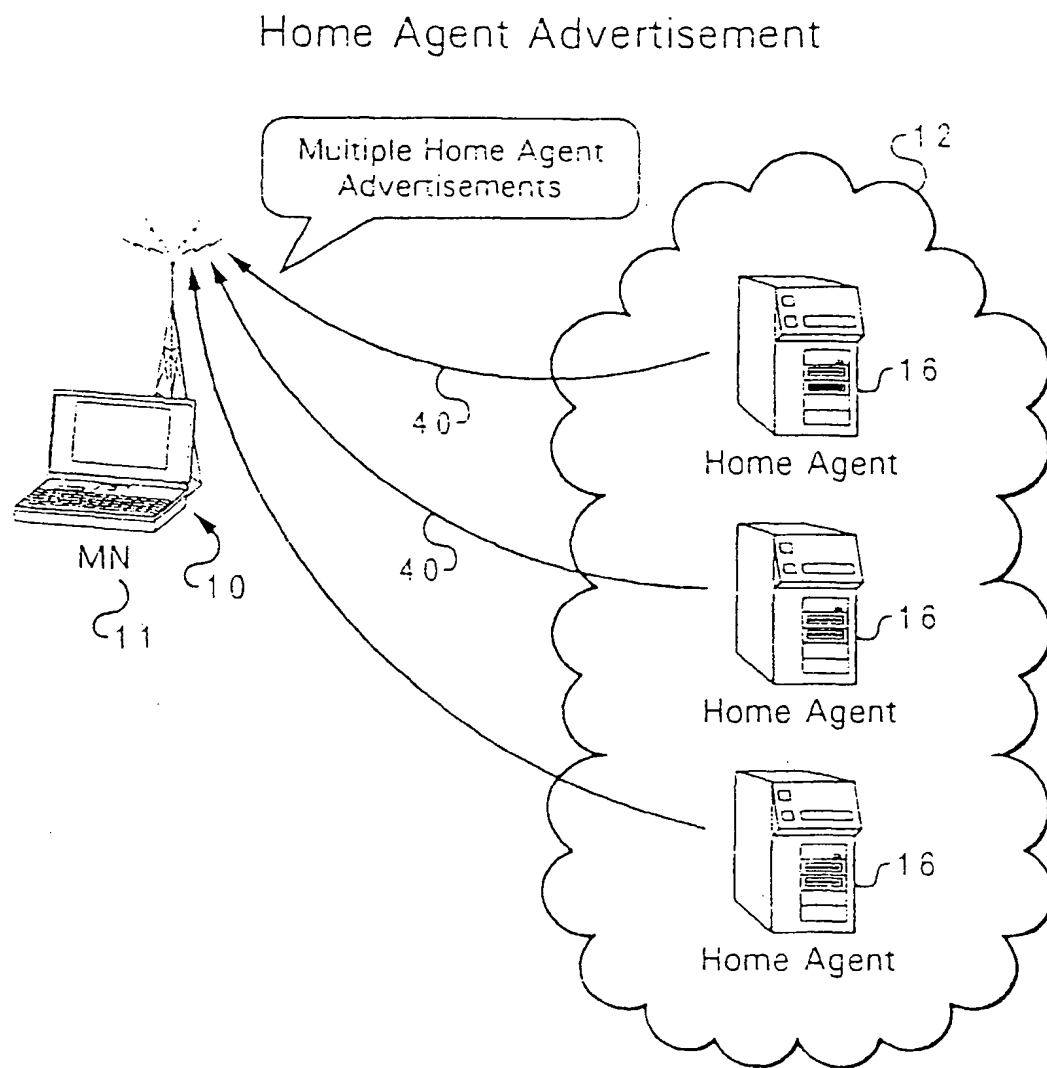 Home Agent Advertisement
Multiple Home Agent
Advertisements
12
16
40
Home Agent
MN
10
11
40
16
Home Agent
16
Home Agent